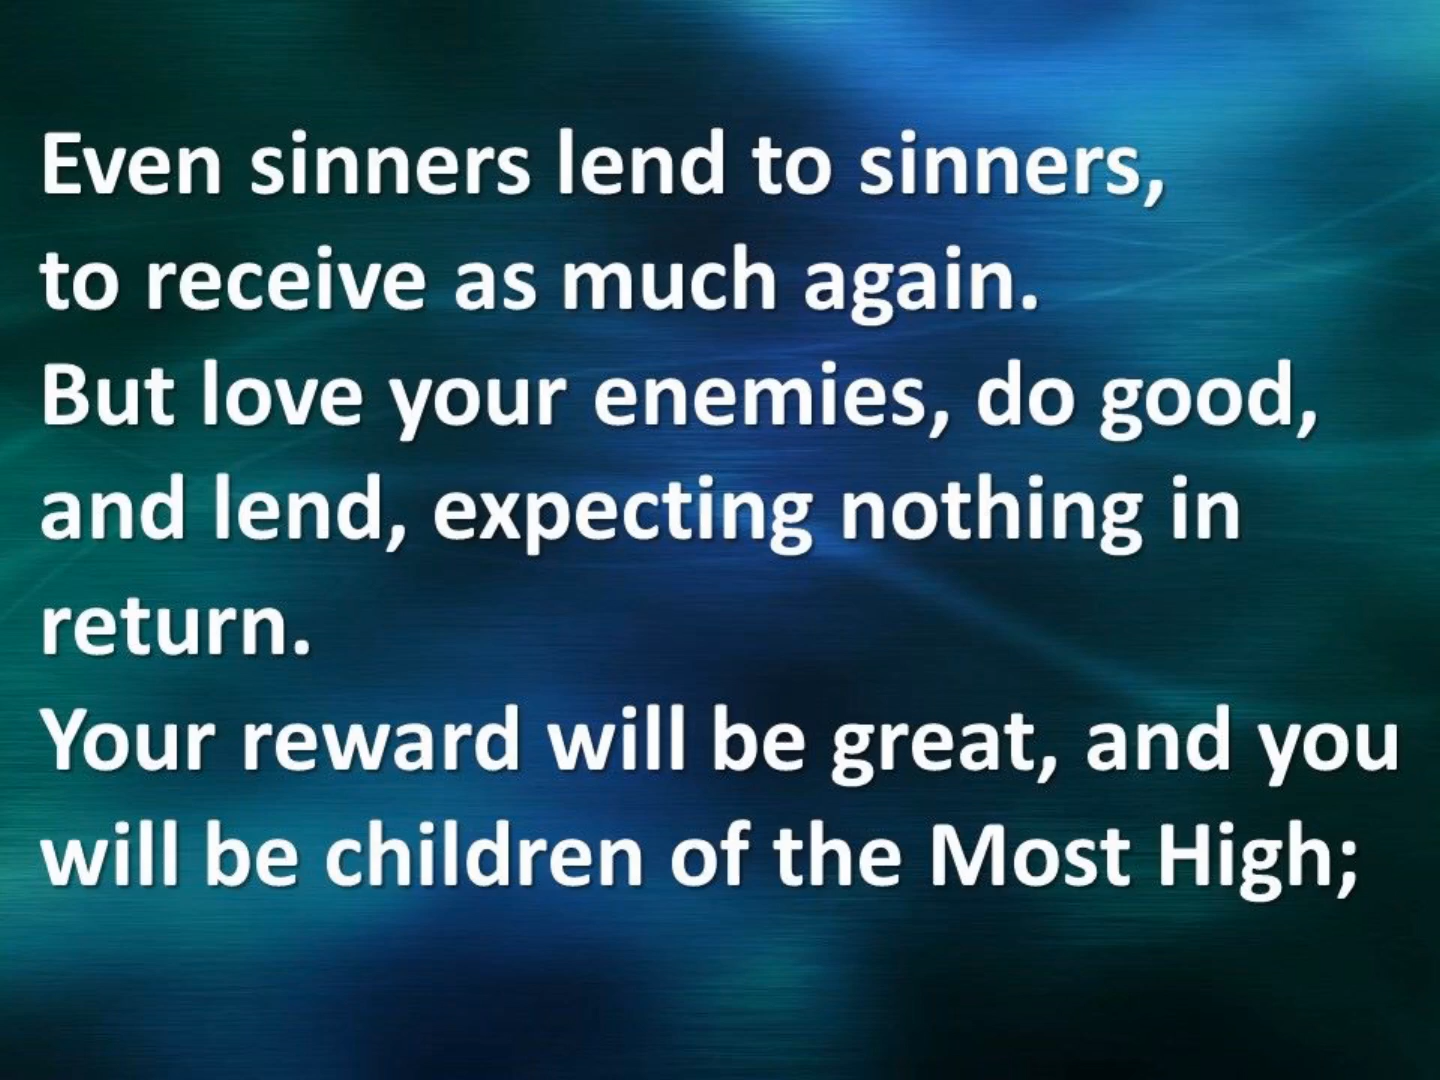 Even sinners lend to sinners,
to receive as much again.
But love your enemies, do good,
and lend, expecting nothing in
return.
Your reward will be great, and you
will be children of the Most High;